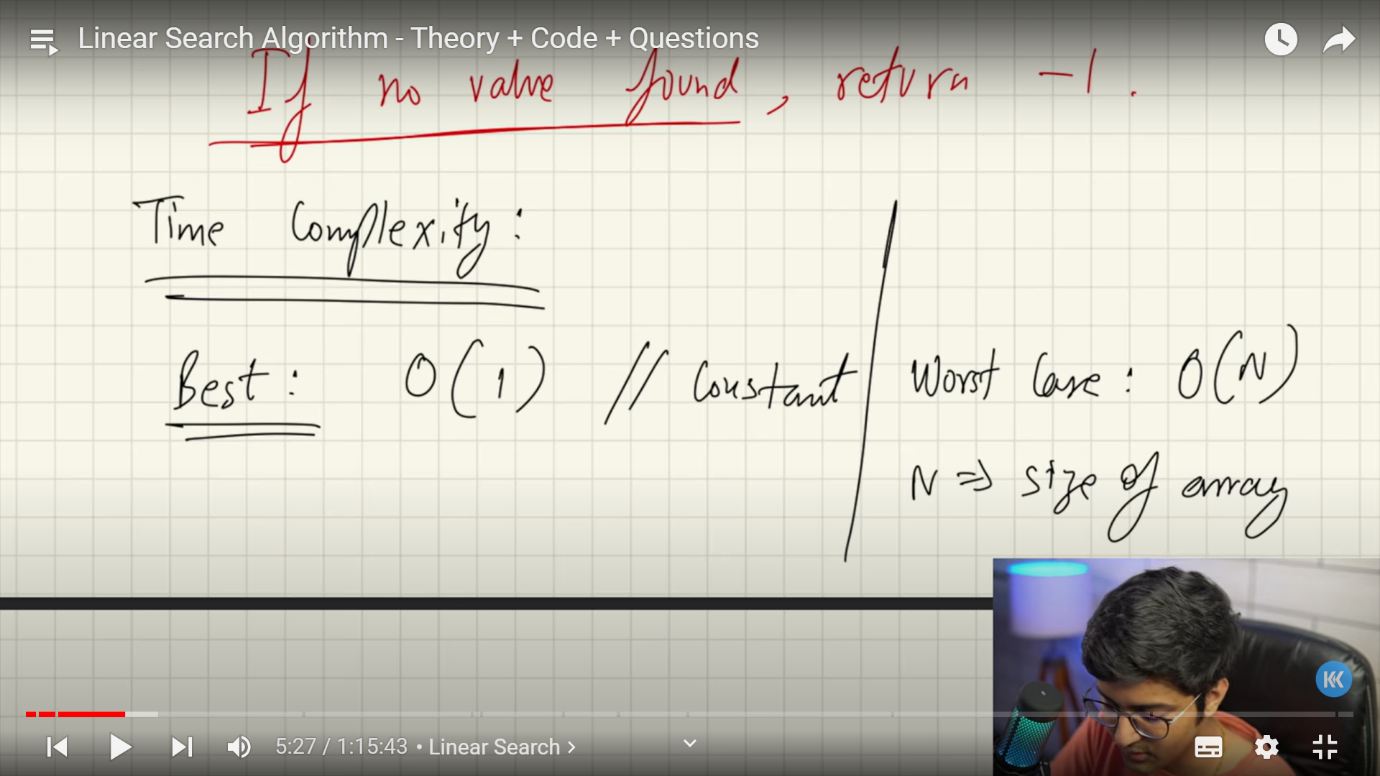 Linear Search Algorithm - Theory + Code + Questions
If no value found, return -1.
Time Complexity:
Best: O(1) // Constant
Worst Case: O(N)
N => size of array
5:27 / 1:15:43 • Linear Search >